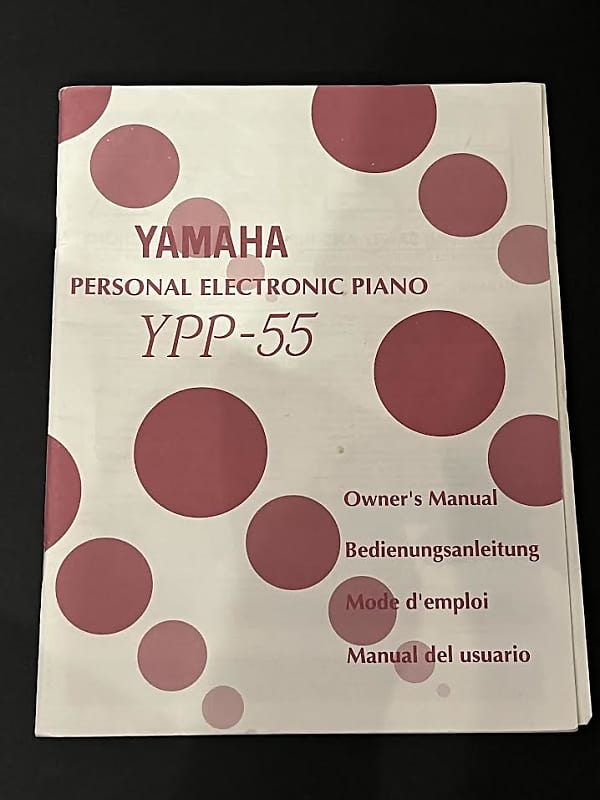 YAMAHA
PERSONAL ELECTRONIC PIANO
YPP-55
Owner's Manual
Bedienungsanleitung
Mode d'emploi
Manual del usuario